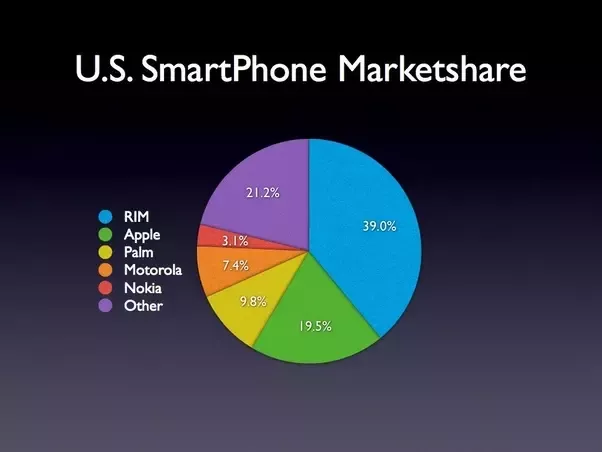 U.S. SmartPhone Marketshare
21.2%
39.0%
3.1%
7.4%
9.8%
19.5%
RIM
Apple
Palm
Motorola
Nokia
Other